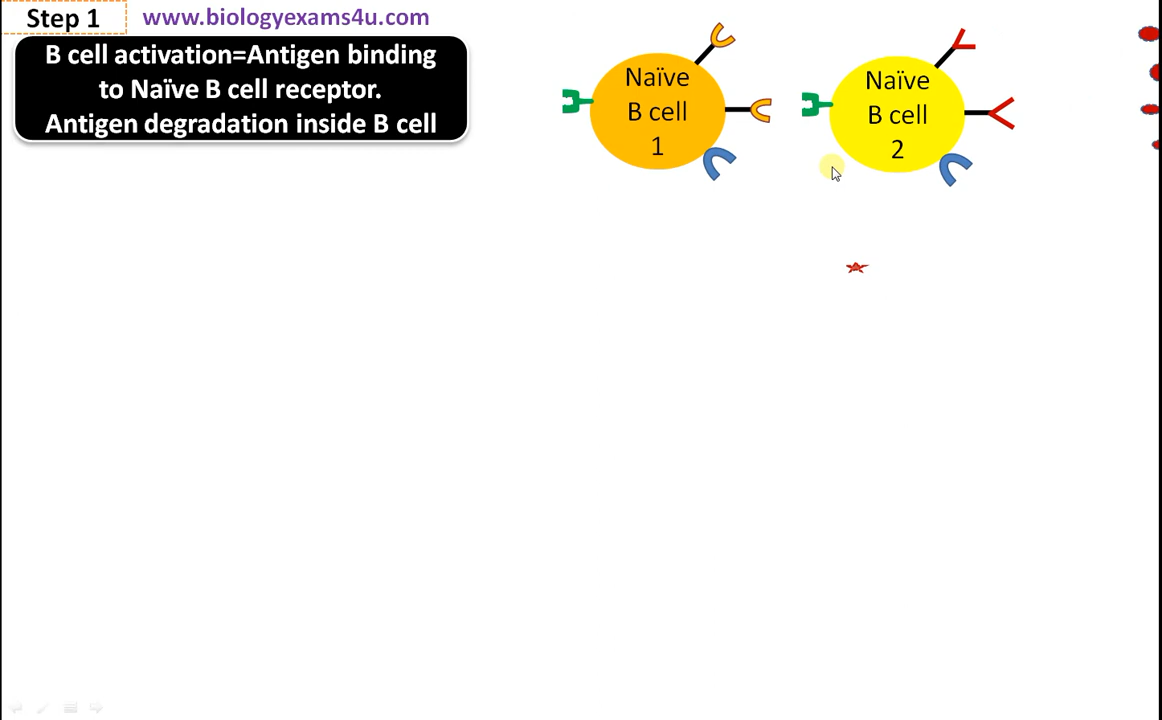 Step 1
www.biologyexams4u.com
B cell activation=Antigen binding
to Naïve B cell receptor.
Antigen degradation inside B cell
Naïve
B cell
1
Naïve
B cell
2